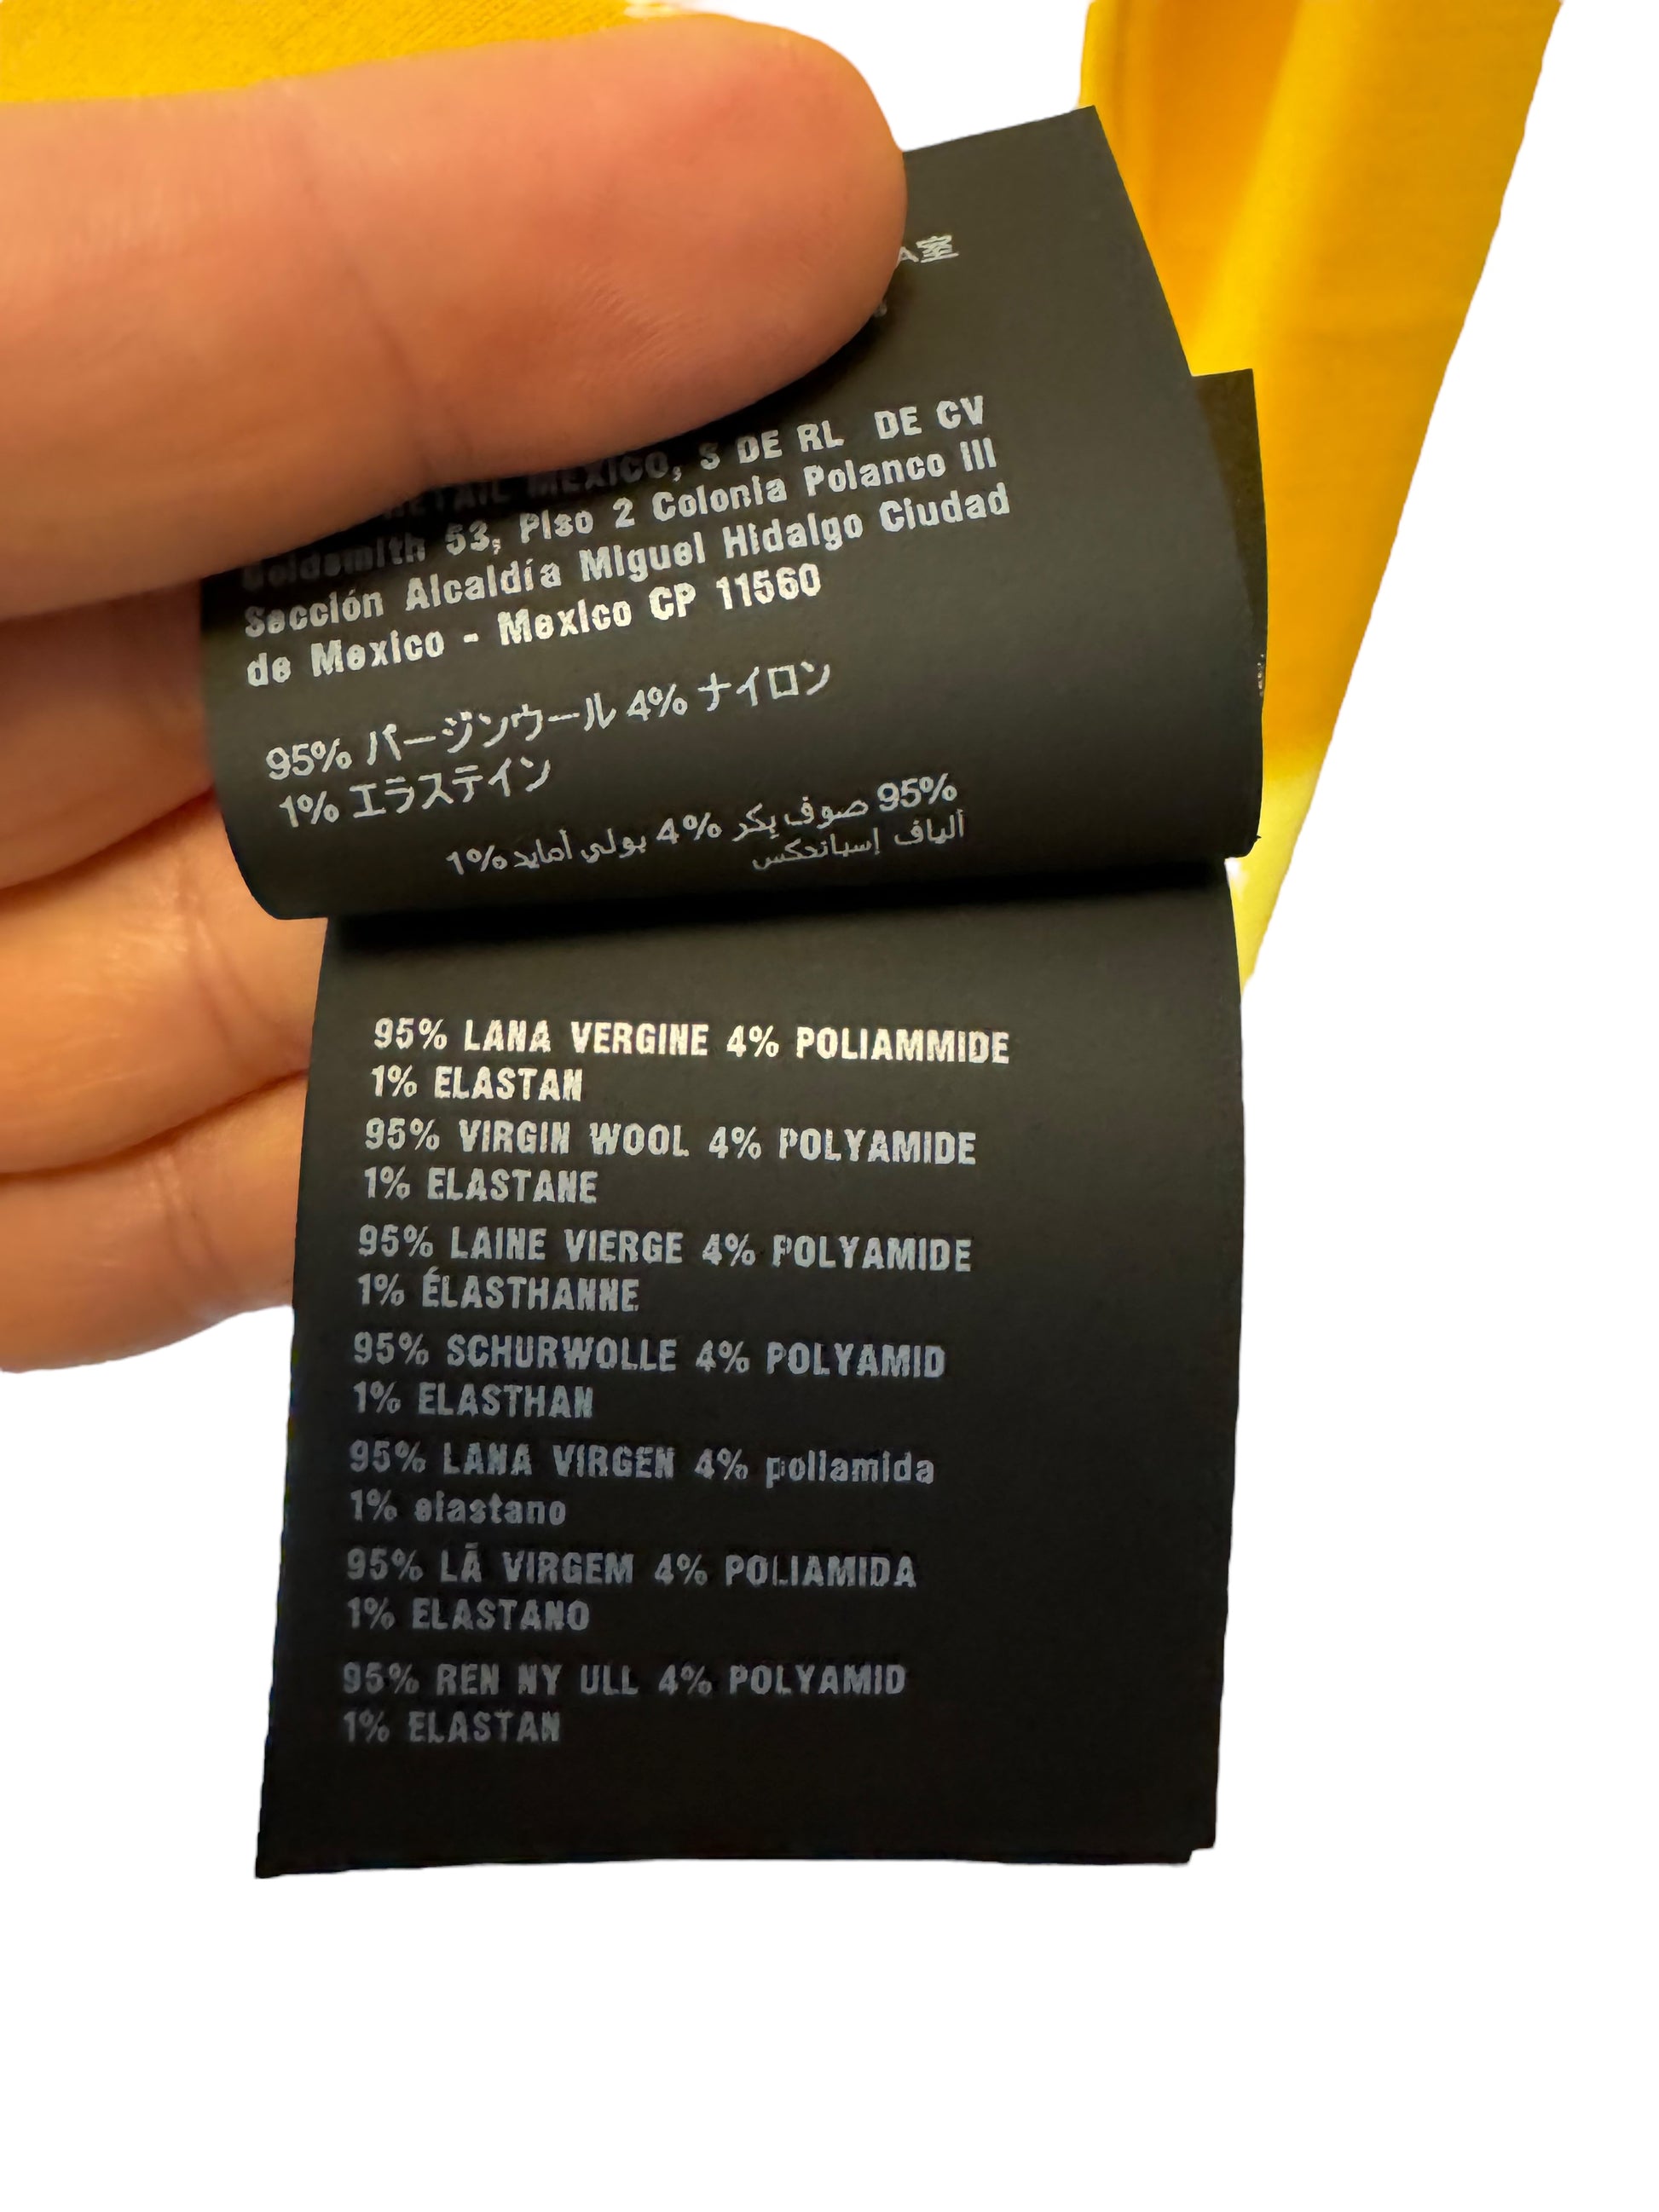 室
MEXICO, S DE RL DE CV
Goldsmith 53, Piso 2 Colonia Polanco III
Sección Alcaldía Miguel Hidalgo Ciudad
de Mexico - Mexico CP 11560
95% バージンウール 4% ナイロン
1% エラステイン
95% صوف بكر 4% بولي أمايد 1%
ألياف إسباندكس
95% LANA VERGINE 4% POLIAMMIDE
1% ELASTAN
95% VIRGIN WOOL 4% POLYAMIDE
1% ELASTANE
95% LAINE VIERGE 4% POLYAMIDE
1% ÉLASTHANNE
95% SCHURWOLLE 4% POLYAMID
1% ELASTHAN
95% LANA VIRGEN 4% poliamida
1% elastano
95% LÃ VIRGEM 4% POLIAMIDA
1% ELASTANO
95% REN NY ULL 4% POLYAMID
1% ELASTAN